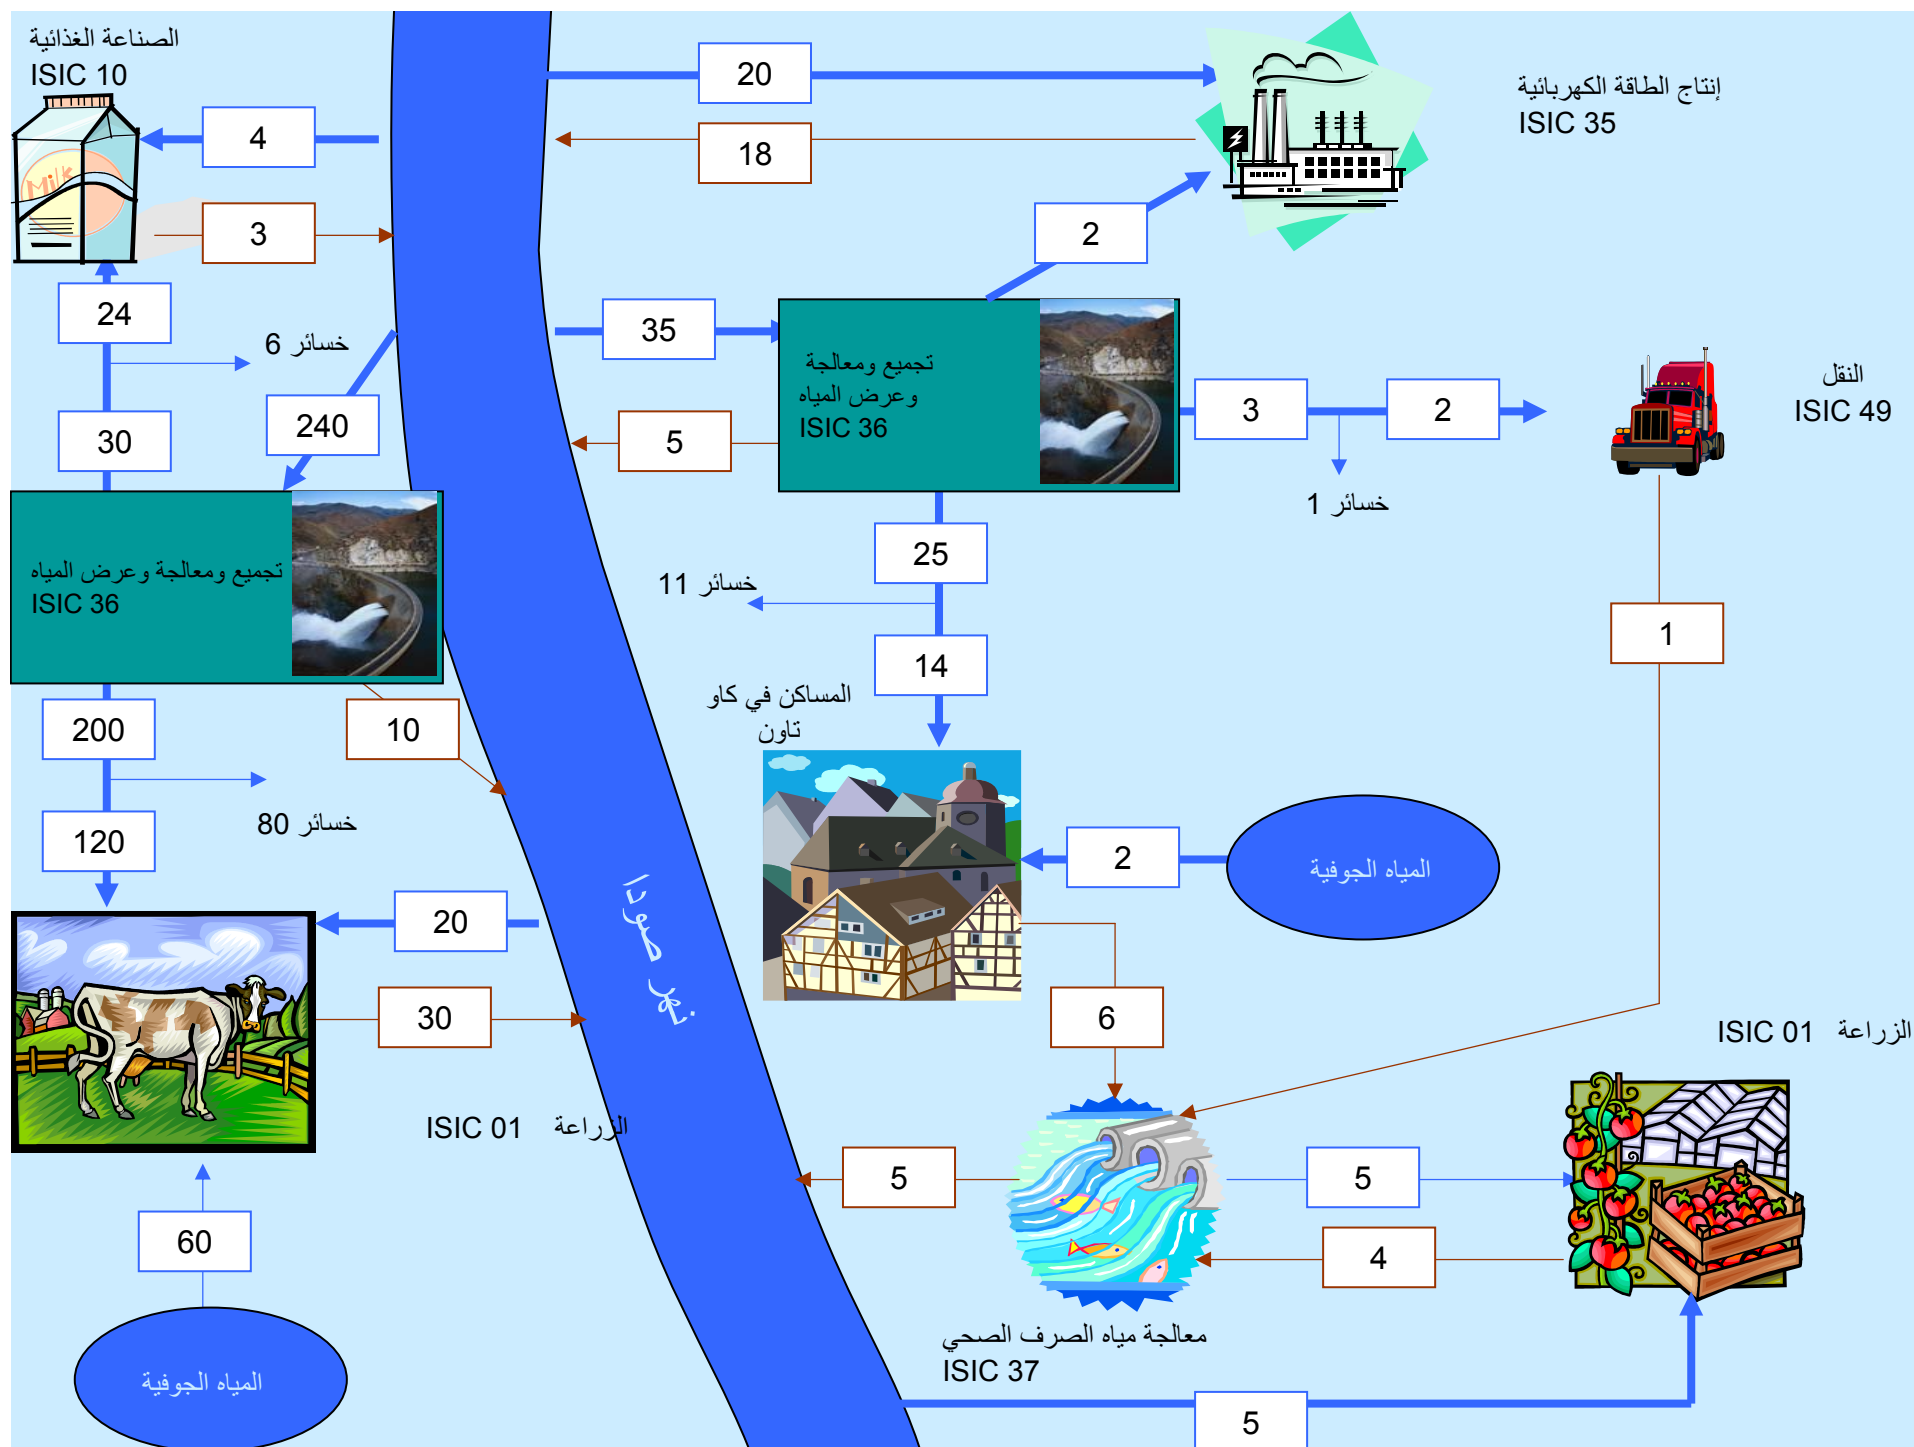 الصناعة الغذائية
ISIC 10
20
إنتاج الطاقة الكهربائية
ISIC 35
4
18
Milk
3
2
24
خسائر 6
35
تجميع ومعالجة
وعرض المياه
ISIC 36
3
2
النقل
ISIC 49
240
30
5
خسائر 1
25
تجميع ومعالجة وعرض المياه
ISIC 36
خسائر 11
1
14
200
10
المساكن في كاو
تاون
خسائر 80
120
2
المياه الجوفية
20
نهر صوندا
30
6
الزراعة ISIC 01
الزراعة ISIC 01
5
5
60
4
معالجة مياه الصرف الصحي
ISIC 37
المياه الجوفية
5